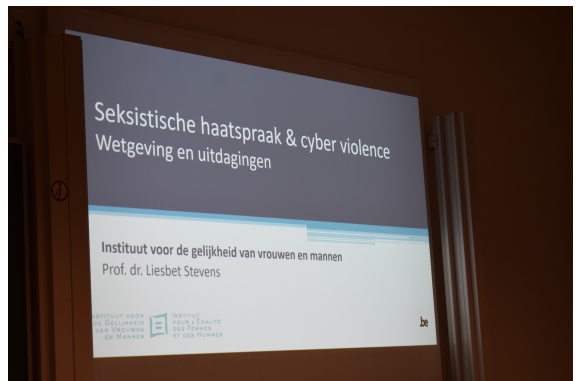 Seksistische haatspraak & cyber violence
Wetgeving en uitdagingen
Instituut voor de gelijkheid van vrouwen en mannen
Prof. dr. Liesbet Stevens
INSTITUUT VOOR
DE GELIJKHEID
VAN VROUWEN
EN MANNEN
INSTITUT
POUR L'EGALITÉ
DES FEMMES
ET DES HOMMES
.be